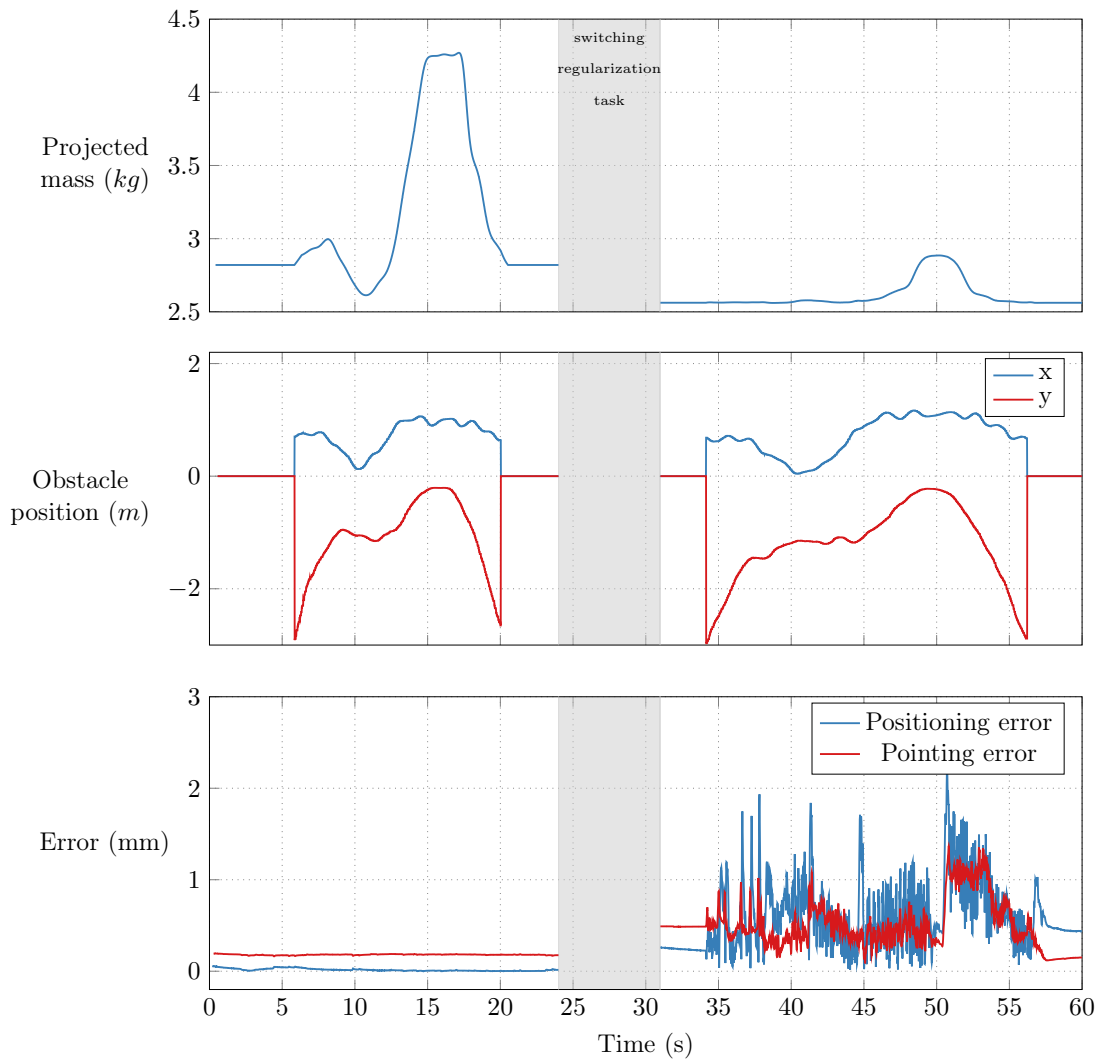 4.5
4
3.5
3
2.5
Projected
mass (kg)
switching
regularization
task
2
0
−2
Obstacle
position (m)
x
y
3
2
1
0
Error (mm)
Positioning error
Pointing error
0 5 10 15 20 25 30 35 40 45 50 55 60
Time (s)